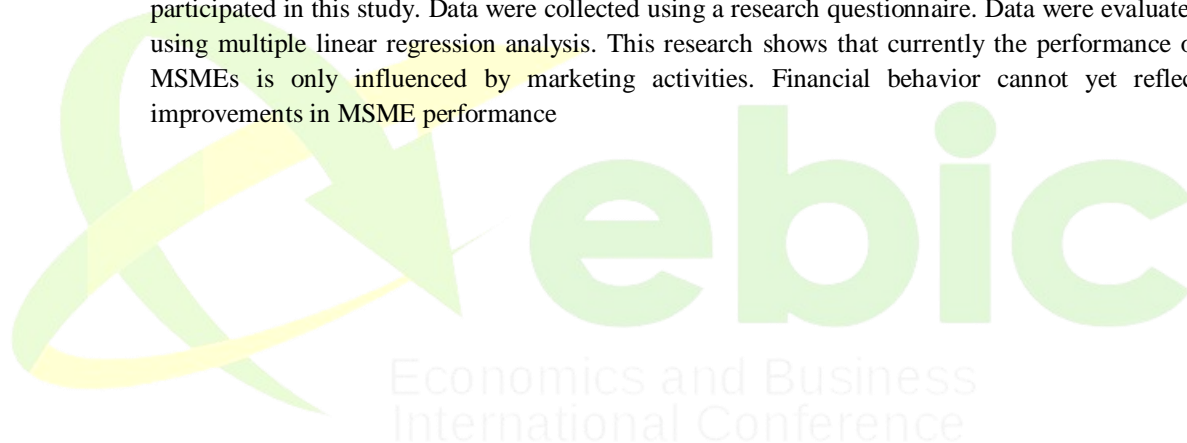 participated in this study. Data were collected using a research questionnaire. Data were evaluate
using multiple linear regression analysis. This research shows that currently the performance o
MSMEs is only influenced by marketing activities. Financial behavior cannot yet reflec
improvements in MSME performance
ebic
Economics and Business
International Conference